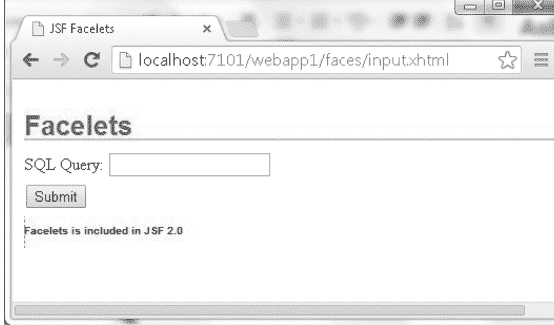 JSF Facelets
localhost:7101/webapp1/faces/input.xhtml
Facelets
SQL Query:
Submit
Facelets is included in JSF 2.0